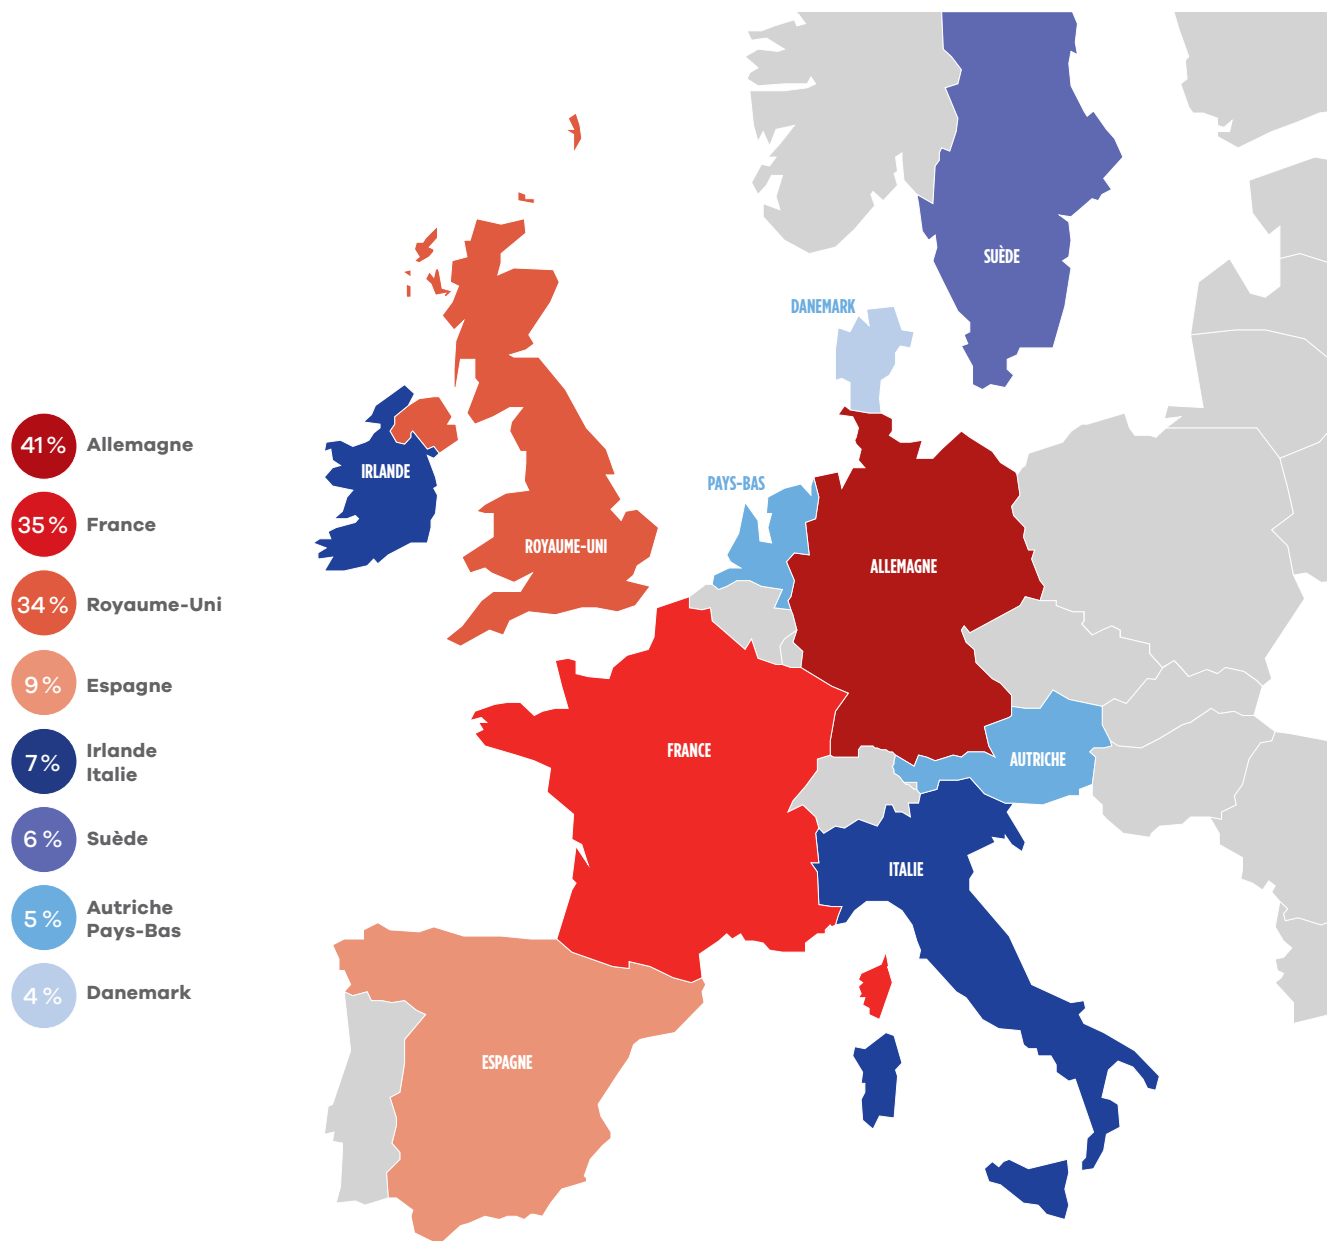 SUÈDE
DANEMARK
41 % Allemagne
IRLANDE
PAYS-BAS
35 % France
ROYAUME-UNI
ALLEMAGNE
34 % Royaume-Uni
9 % Espagne
7 % Irlande
Italie
FRANCE
AUTRICHE
6 % Suède
ITALIE
5 % Autriche
Pays-Bas
4 % Danemark
ESPAGNE